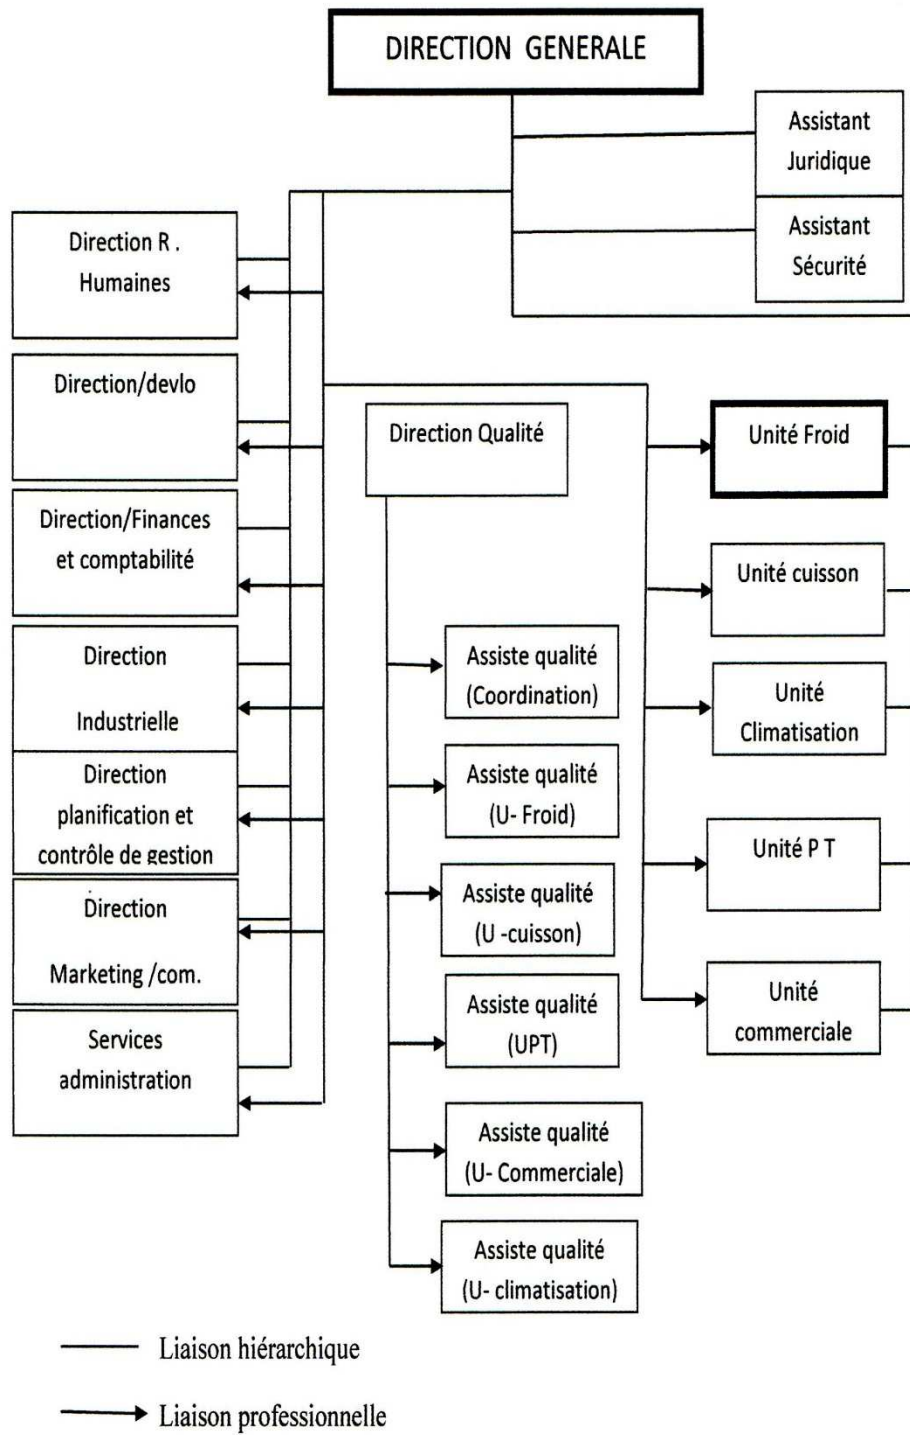 DIRECTION GENERALE
Assistant
Juridique
Assistant
Sécurité
Direction R .
Humaines
Direction/devlo
Direction/Finances
et comptabilité
Direction
Industrielle
Direction
planification et
contrôle de gestion
Direction
Marketing /com.
Services
administration
Direction Qualité
Assiste qualité
(Coordination)
Assiste qualité
(U- Froid)
Assiste qualité
(U -cuisson)
Assiste qualité
(UPT)
Assiste qualité
(U- Commerciale)
Assiste qualité
(U- climatisation)
Unité Froid
Unité cuisson
Unité
Climatisation
Unité P T
Unité
commerciale
Liaison hiérarchique
Liaison professionnelle